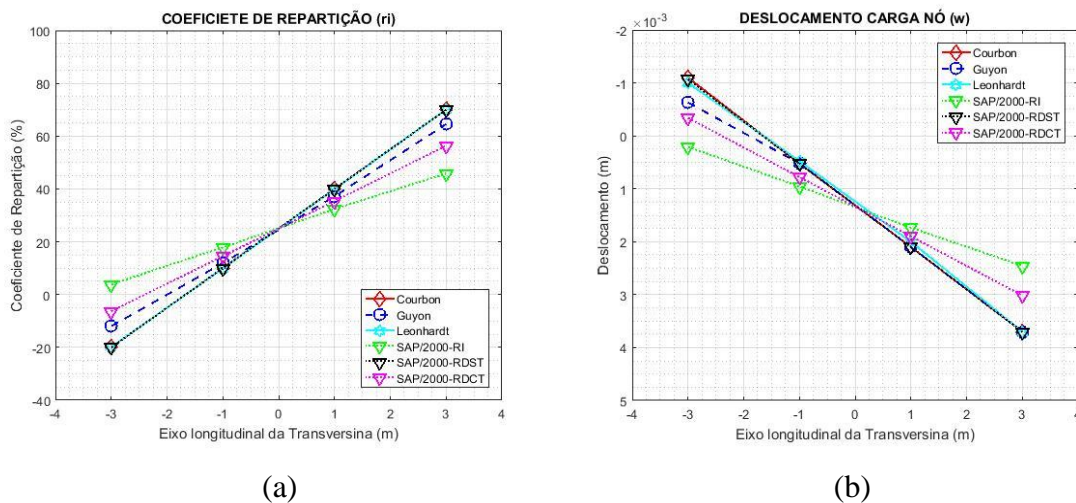 COEFICIETE DE REPARTIÇÃO (ri)
100
80
60
40
20
0
-20
-40
Coeficiente de Repartição (%)
-4 -3 -2 -1 0 1 2 3 4
Eixo longitudinal da Transversina (m)
Courbon
Guyon
Leonhardt
SAP/2000-RI
SAP/2000-RDST
SAP/2000-RDCT
(a)
DESLOCAMENTO CARGA NÓ (w)
×10⁻³
-2
-1
0
1
2
3
4
5
Deslocamento (m)
-4 -3 -2 -1 0 1 2 3 4
Eixo longitudinal da Transversina (m)
Courbon
Guyon
Leonhardt
SAP/2000-RI
SAP/2000-RDST
SAP/2000-RDCT
(b)